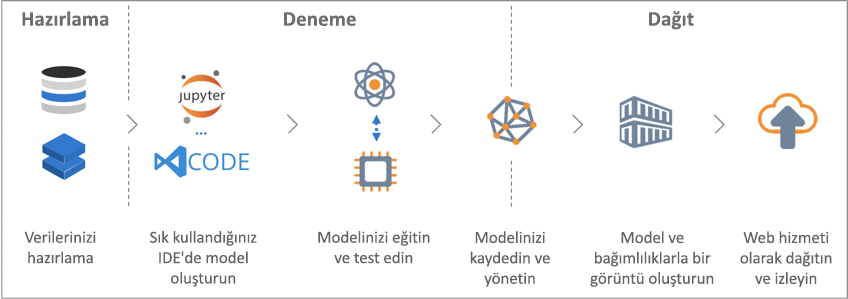 Hazırlama
Deneme
Dağıt
jupyter
...
CODE
Verilerinizi
hazırlama
Sık kullandığınız
IDE'de model
oluşturun
Modelinizi eğitin
ve test edin
Modelinizi
kaydedin ve
yönetin
Model ve
bağımlılıklarla bir
görüntü oluşturun
Web hizmeti
olarak dağıtın
ve izleyin